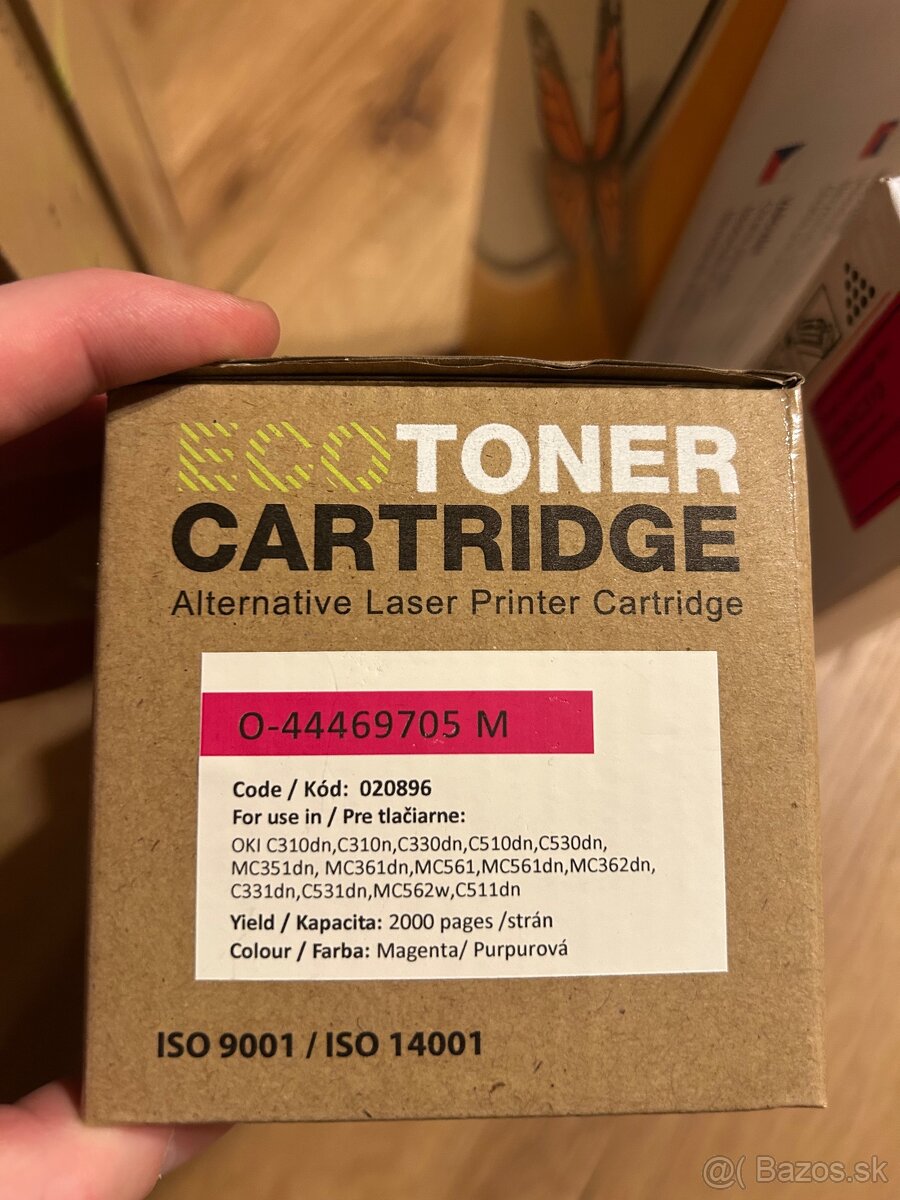 ECO TONER
CARTRIDGE
Alternative Laser Printer Cartridge
O-44469705 M
Code / Kód: 020896
For use in / Pre tlačiarne:
OKI C310dn,C310n,C330dn,C510dn,C530dn,
MC351dn, MC361dn,MC561,MC561dn,MC362dn,
C331dn,C531dn,MC562w,C511dn
Yield / Kapacita: 2000 pages /strán
Colour / Farba: Magenta/ Purpurová
ISO 9001 / ISO 14001
@( Bazos.sk